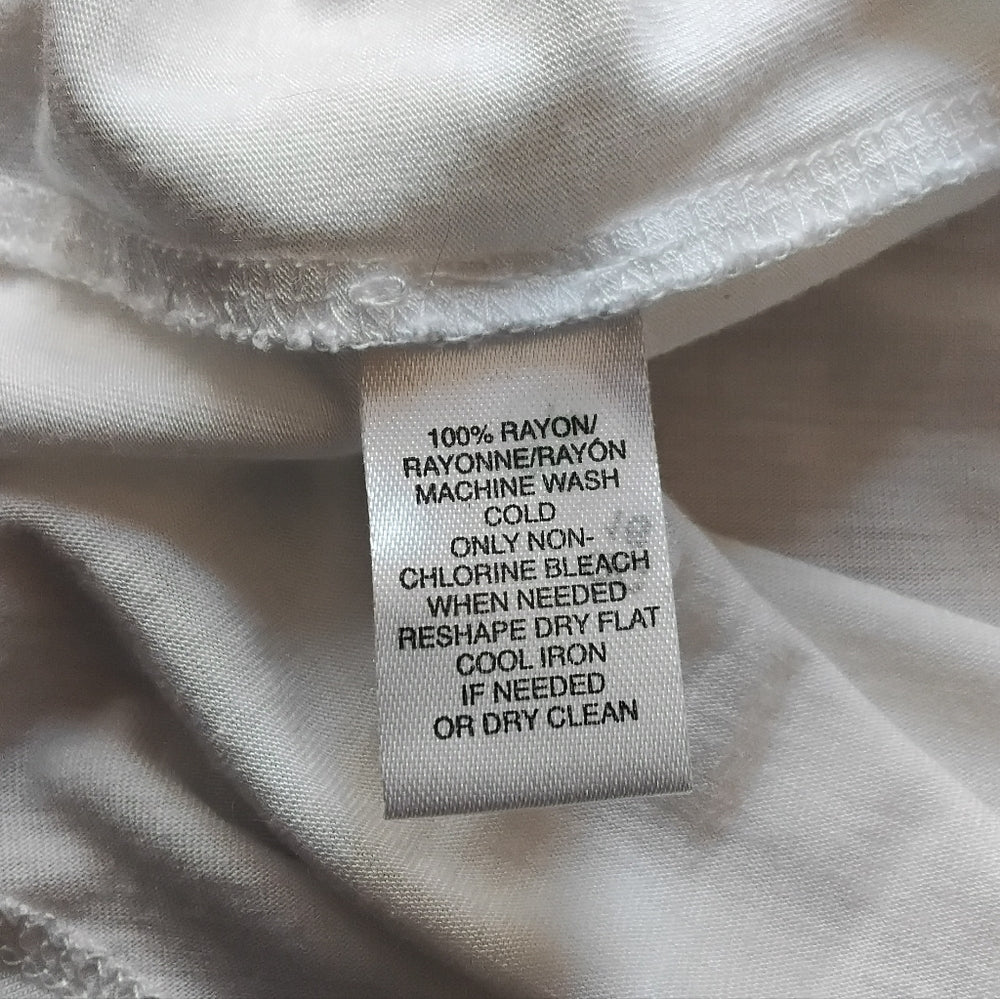 100% RAYON/
RAYONNE/RAYÓN
MACHINE WASH
COLD
ONLY NON-
CHLORINE BLEACH
WHEN NEEDED
RESHAPE DRY FLAT
COOL IRON
IF NEEDED
OR DRY CLEAN